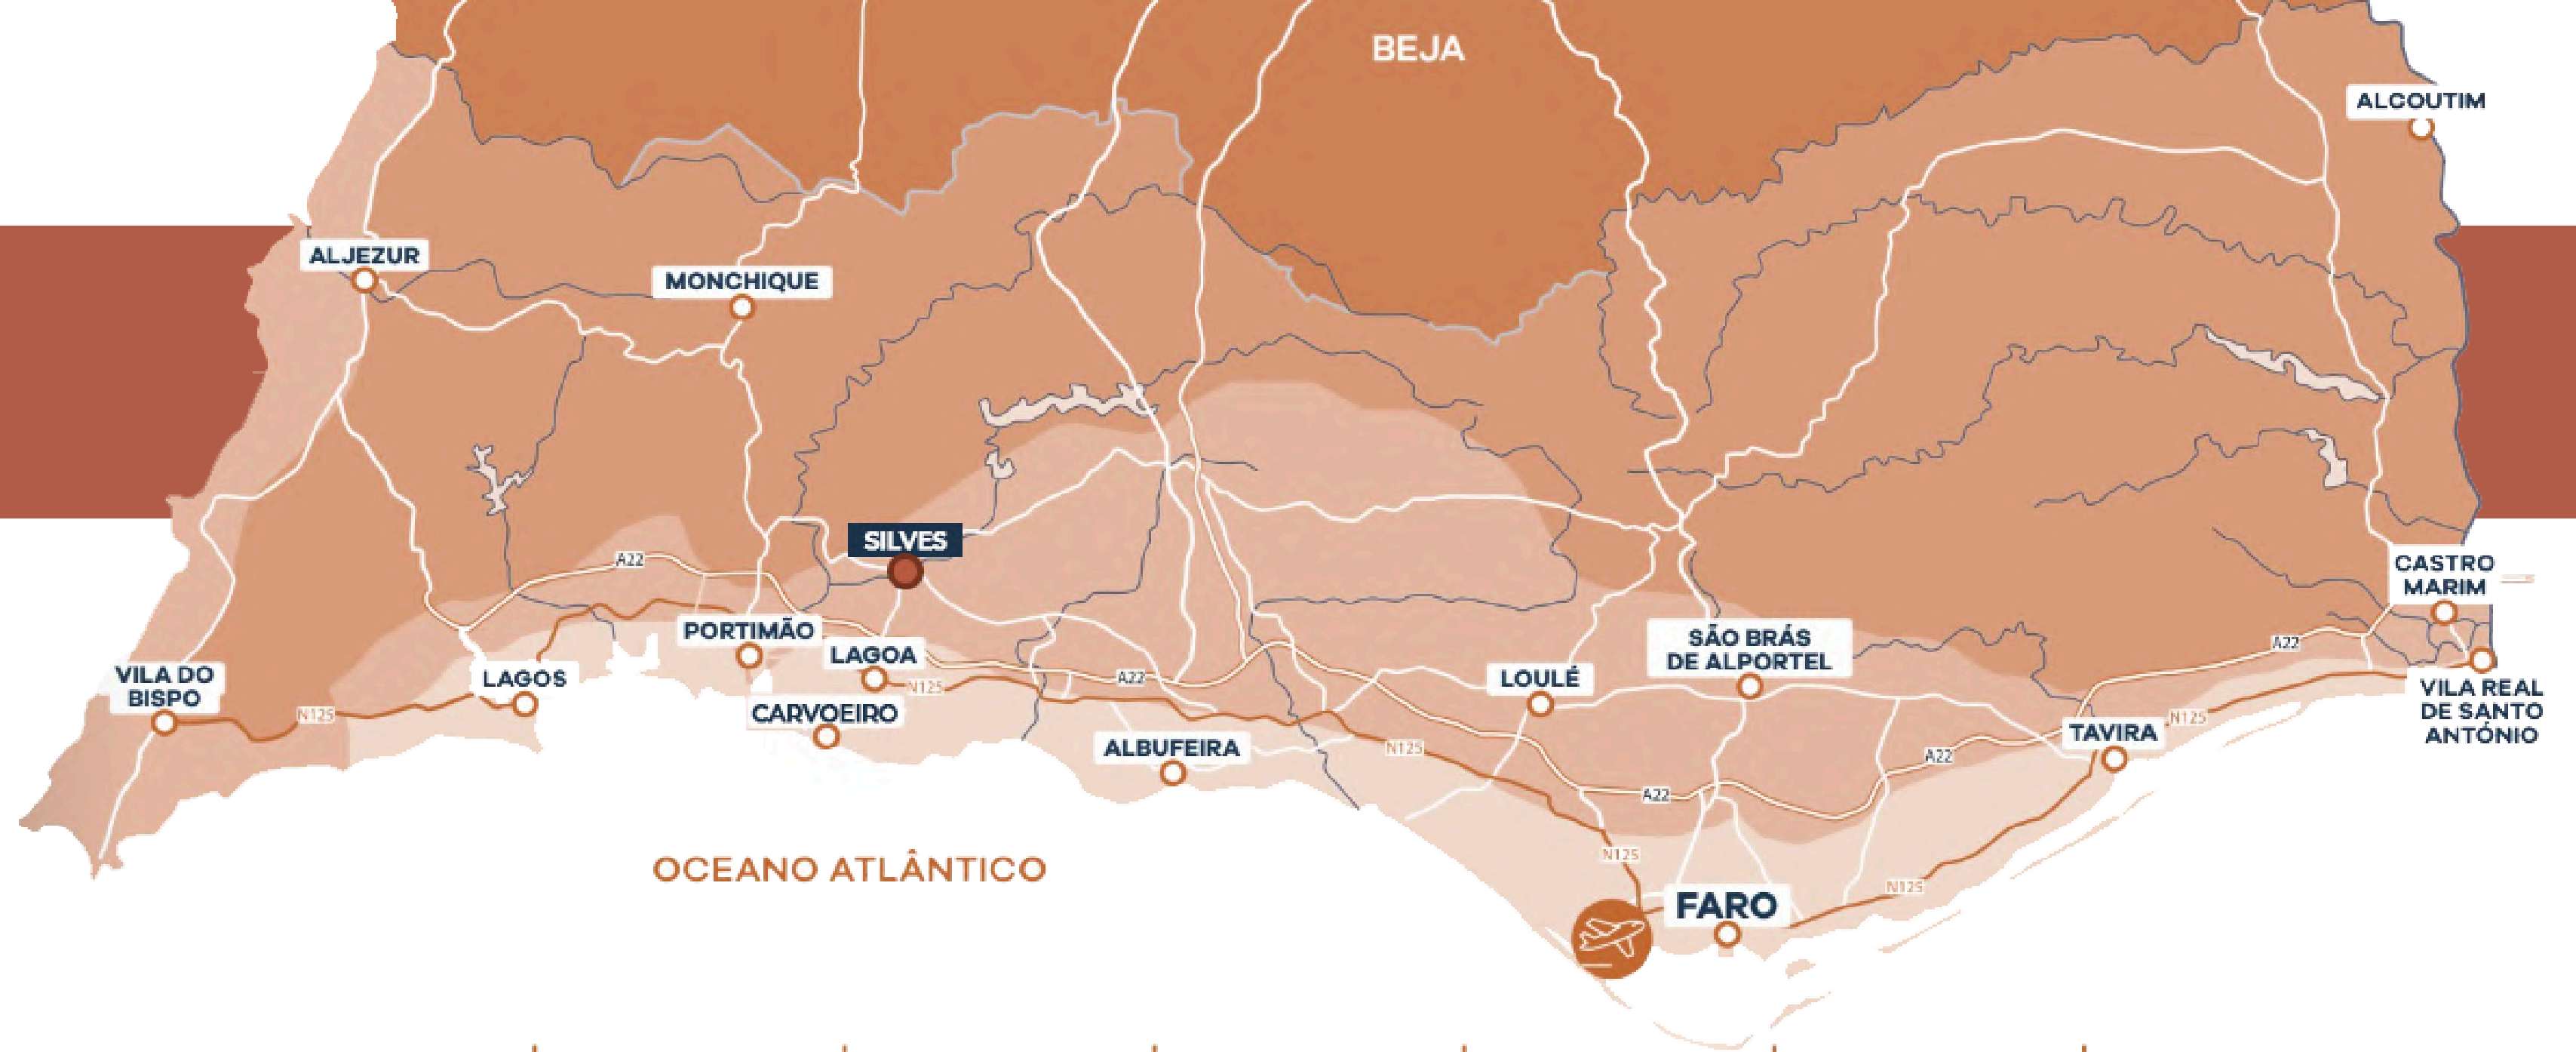 BEJA
ALCOUTIM
ALJEZUR
MONCHIQUE
SILVES
A22
CASTRO
MARIM
PORTIMÃO
LAGOA
A22
N125
VILA DO
BISPO
N125
LAGOS
CARVOEIRO
ALBUFEIRA
N125
LOULÉ
SÃO BRÁS
DE ALPORTEL
A22
A22
A22
TAVIRA
N125
VILA REAL
DE SANTO
ANTÓNIO
OCEANO ATLÂNTICO
N125
FARO
N125